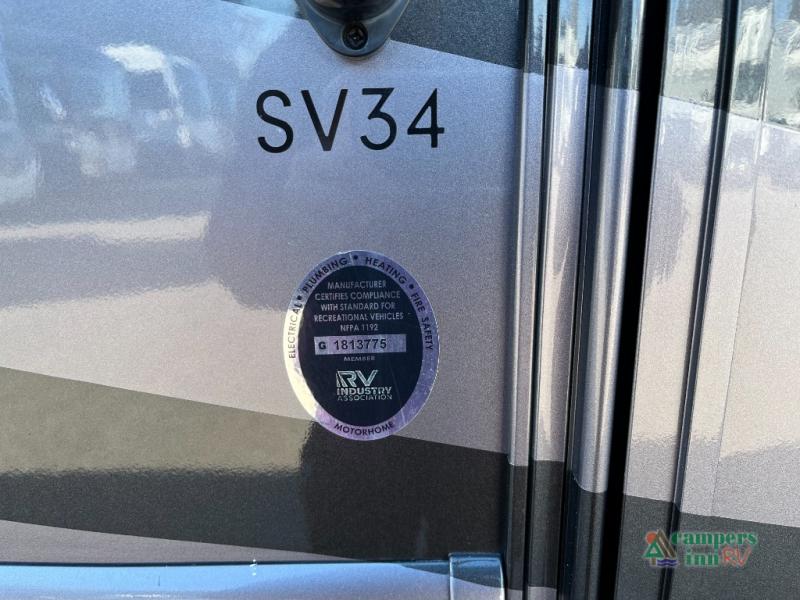 SV34
ELECTRICAL • PLUMBING • HEATING • FIRE SAFETY
MANUFACTURER
CERTIFIES COMPLIANCE
WITH STANDARD FOR
RECREATIONAL VEHICLES
NFPA 1192
G 1813775
MEMBER
RV
INDUSTRY
ASSOCIATION
MOTORHOME
campers
inn RV